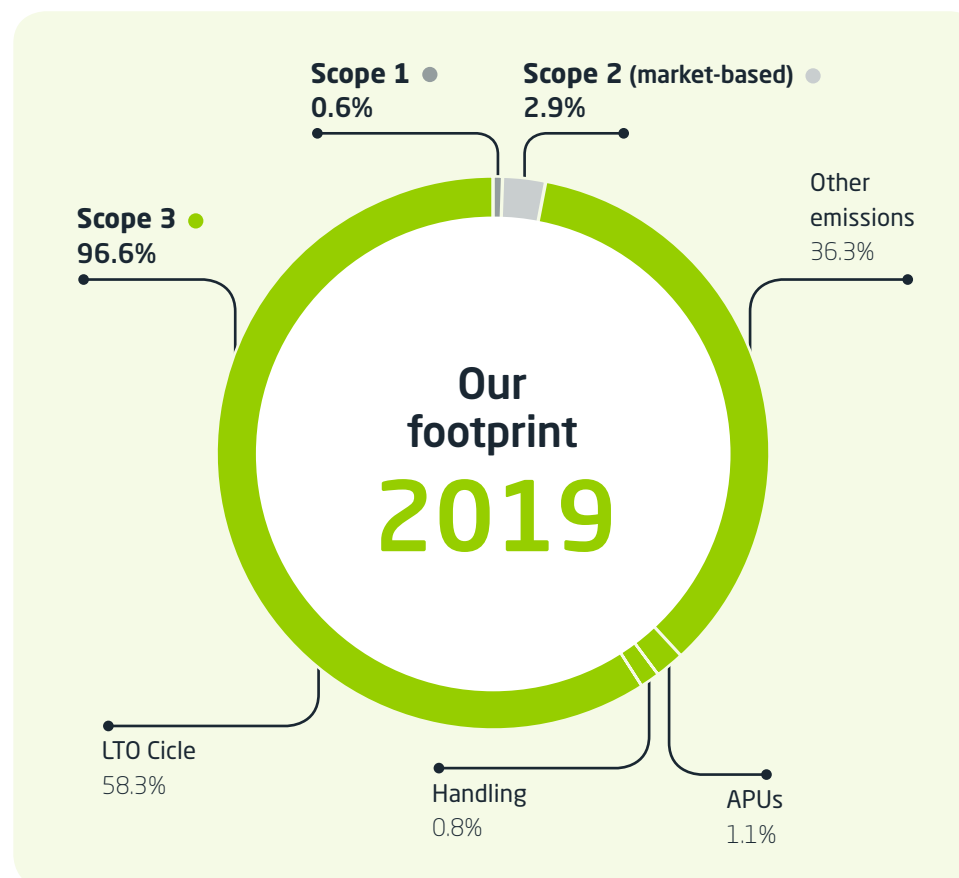 Scope 1
0.6%
Scope 2 (market-based)
2.9%
Other
emissions
36.3%
Scope 3
96.6%
Our
footprint
2019
LTO Cicle
58.3%
Handling
0.8%
APUs
1.1%